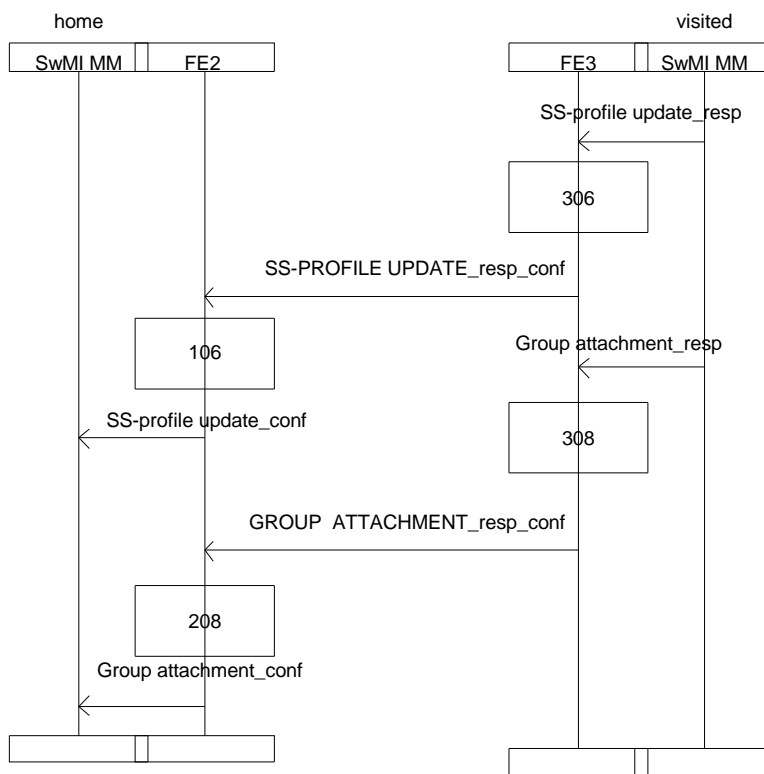 home visited
SwMI MM FE2 FE3 SwMI MM
SS-profile update_resp
306
SS-PROFILE UPDATE_resp_conf
106
Group attachment_resp
SS-profile update_conf
308
GROUP ATTACHMENT_resp_conf
208
Group attachment_conf